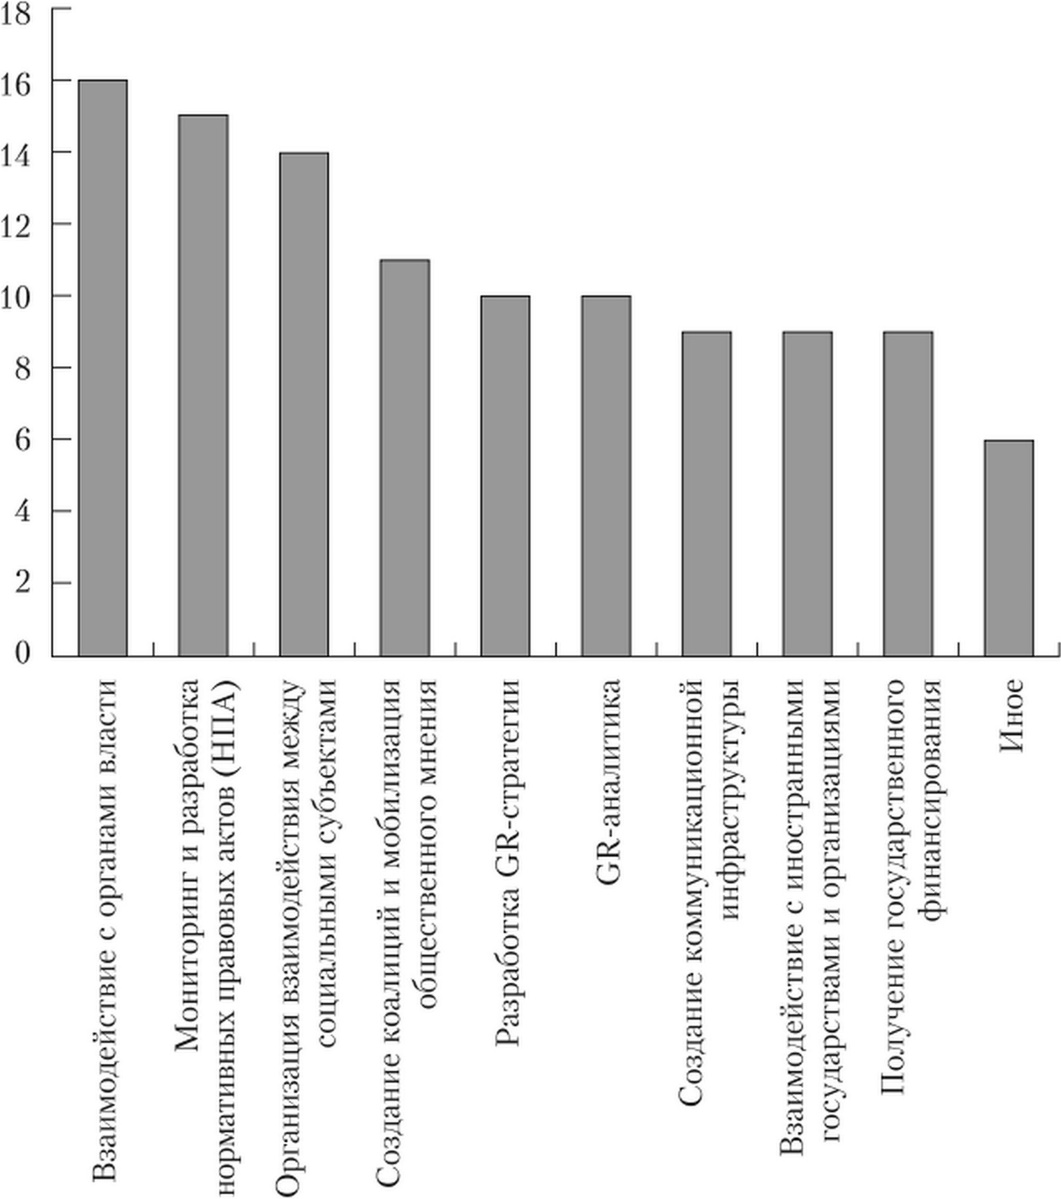 18
16
14
12
10
8
6
4
2
0
Взаимодействие с органами власти
Мониторинг и разработка
нормативных правовых актов (НПА)
Организация взаимодействия между
социальными субъектами
Создание коалиций и мобилизация
общественного мнения
Разработка GR-стратегии
GR-аналитика
Создание коммуникационной
инфраструктуры
Взаимодействие с иностранными
государствами и организациями
Получение государственного
финансирования
Иное